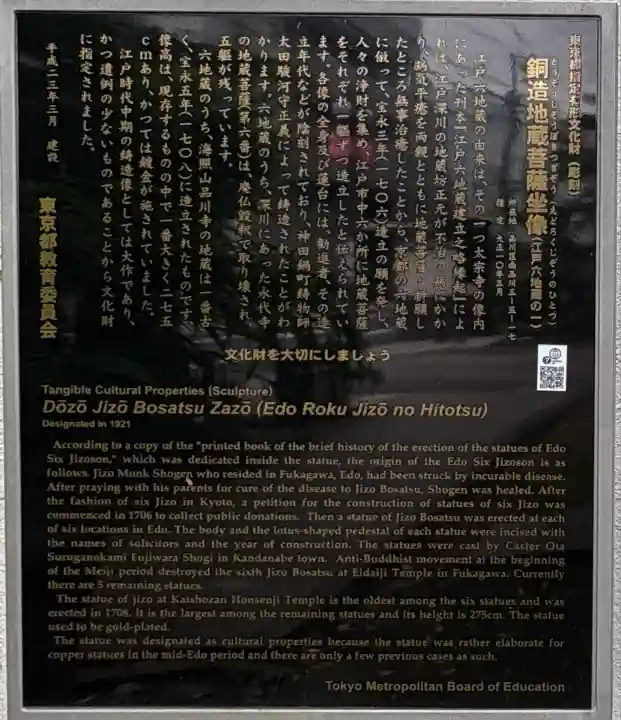 東京都指定有形文化財（彫刻）
どうぞうじぞうぼさつざぞう（えどろくじぞうのひとつ）
銅造地蔵菩薩坐像（江戸六地蔵の一）
所在地　品川区南品川三‐五‐一七
指定　大正一〇年三月
江戸六地蔵の由来は、その一つ太宗寺の像内
にあった刊本「江戸六地蔵建立之略縁起」によ
れば、江戸深川の地蔵坊正元が不治の病にかか
り、病気平癒を両親とともに地蔵菩薩に祈願し
たところ無事治癒したことから、京都の六地蔵
に倣って、宝永三年（一七〇六）造立の願を発し、
人々の浄財を集め、江戸市中六か所に地蔵菩薩
をそれぞれ一軀ずつ造立したと伝えられてい
ます。各像の全身及び蓮台には、勧進者、その造
立年代などが陰刻されており、神田鍋町鋳物師
太田駿河守正義によって鋳造されたことがわ
かります。六地蔵のうち、深川にあった永代寺
の地蔵菩薩（第六番）は、廃仏毀釈で取り壊され、
五軀が残っています。
六地蔵のうち、海照山品川寺の地蔵は一番古
く、宝永五年（一七〇八）に造立されたものです。
像高は、現存するものの中で一番大きく二七五
cmあり、かつては鍍金が施されていました。
江戸時代中期の鋳造像としては大作であり、
かつ遺例の少ないものであることから文化財
に指定されました。
平成二三年三月　建設
東京都教育委員会
文化財を大切にしましょう
Tangible Cultural Properties (Sculpture)
Dōzō Jizō Bosatsu Zazō (Edo Roku Jizō no Hitotsu)
Designated in 1921
According to a copy of the "printed book of the brief history of the erection of the statues of Edo
Six Jizoson," which was dedicated inside the statue, the origin of the Edo Six Jizoson is as
follows. Jizo Monk Shogen who resided in Fukagawa, Edo, had been struck by incurable disease.
After praying with his parents for cure of the disease to Jizo Bosatsu, Shogen was healed. After
the fashion of six Jizo in Kyoto, a petition for the construction of statues of six Jizo was
commenced in 1706 to collect public donations. Then a statue of Jizo Bosatsu was erected at each
of six locations in Edo. The body and the lotus-shaped pedestal of each statue were incised with
the names of solicitors and the year of construction. The statues were cast by Caster Ota
Suruganokami Fujiwara Shogi in Kandanabe town. Anti-Buddhist movement at the beginning
of the Meiji period destroyed the sixth Jizo Bosatsu at Eidaiji Temple in Fukagawa. Currently
there are 5 remaining statues.
The statue of jizo at Kaishozan Honsenji Temple is the oldest among the six statues and was
erected in 1708. It is the largest among the remaining statues and its height is 275cm. The statue
used to be gold-plated.
The statue was designated as cultural properties because the statue was rather elaborate for
copper statues in the mid-Edo period and there are only a few previous cases as such.
Tokyo Metropolitan Board of Education